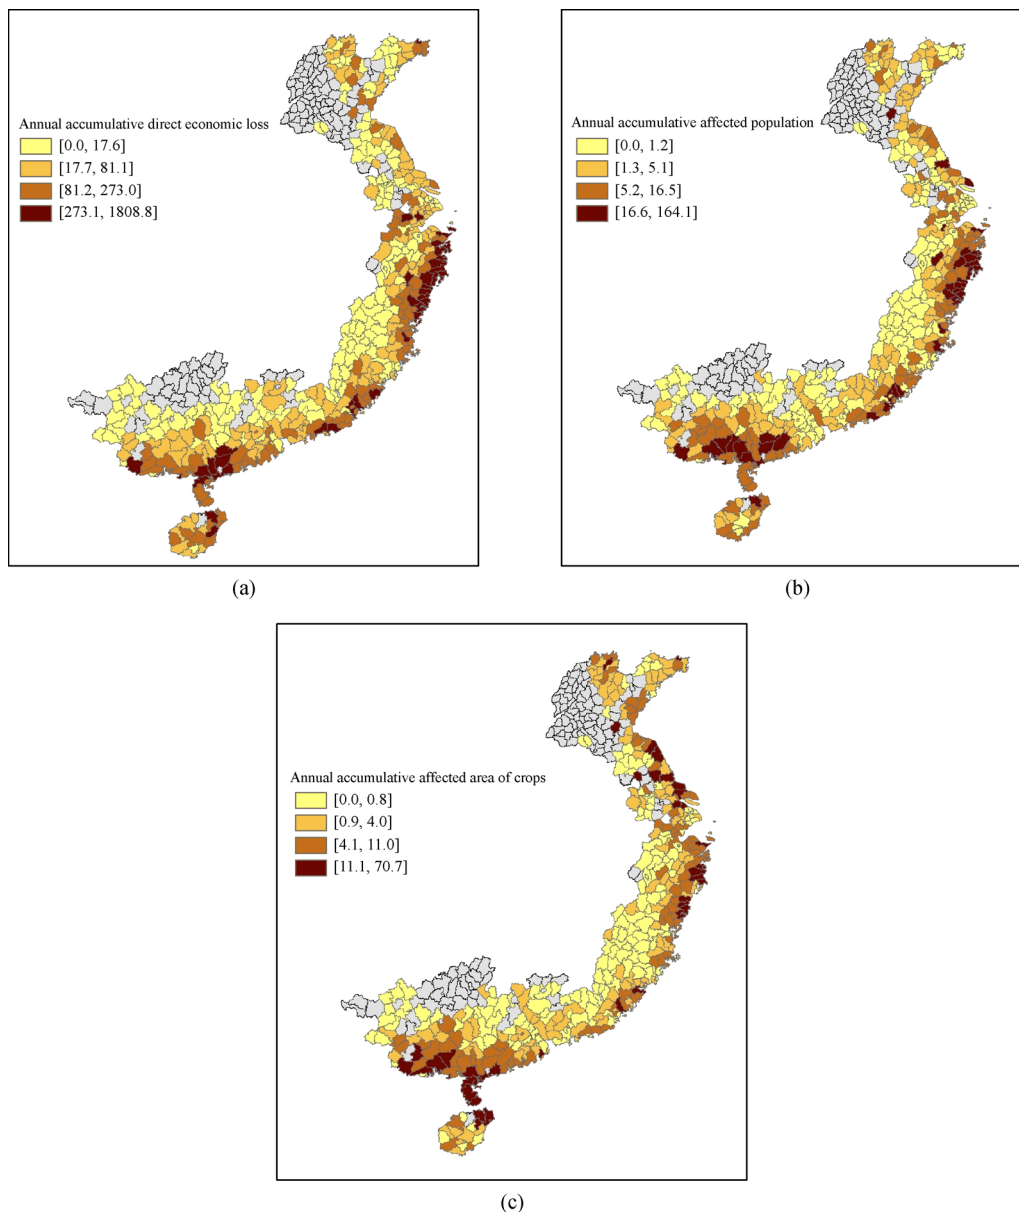 Annual accumulative direct economic loss
[0.0, 17.6]
[17.7, 81.1]
[81.2, 273.0]
[273.1, 1808.8]
(a)
Annual accumulative affected population
[0.0, 1.2]
[1.3, 5.1]
[5.2, 16.5]
[16.6, 164.1]
(b)
Annual accumulative affected area of crops
[0.0, 0.8]
[0.9, 4.0]
[4.1, 11.0]
[11.1, 70.7]
(c)